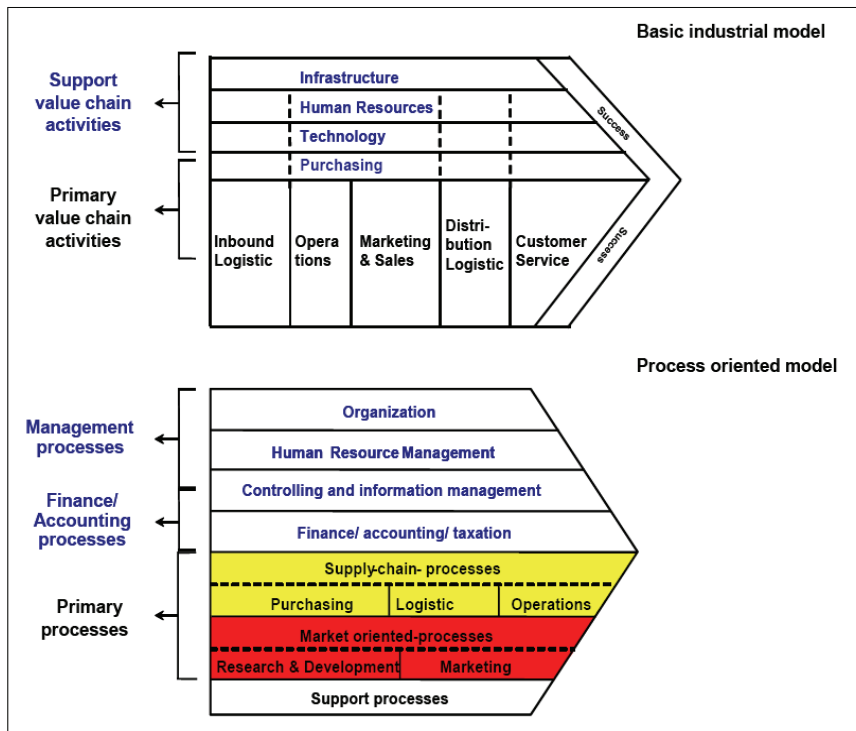 Basic industrial model
Support
value chain
activities
Infrastructure
Human Resources
Technology
Purchasing
Success
Primary
value chain
activities
Inbound
Logistic
Opera
tions
Marketing
& Sales
Distri-
bution
Logistic
Customer
Service
Success
Process oriented model
Management
processes
Organization
Human Resource Management
Finance/
Accounting
processes
Controlling and information management
Finance/ accounting/ taxation
Primary
processes
Supply-chain- processes
Purchasing
Logistic
Operations
Market oriented-processes
Research & Development
Marketing
Support processes